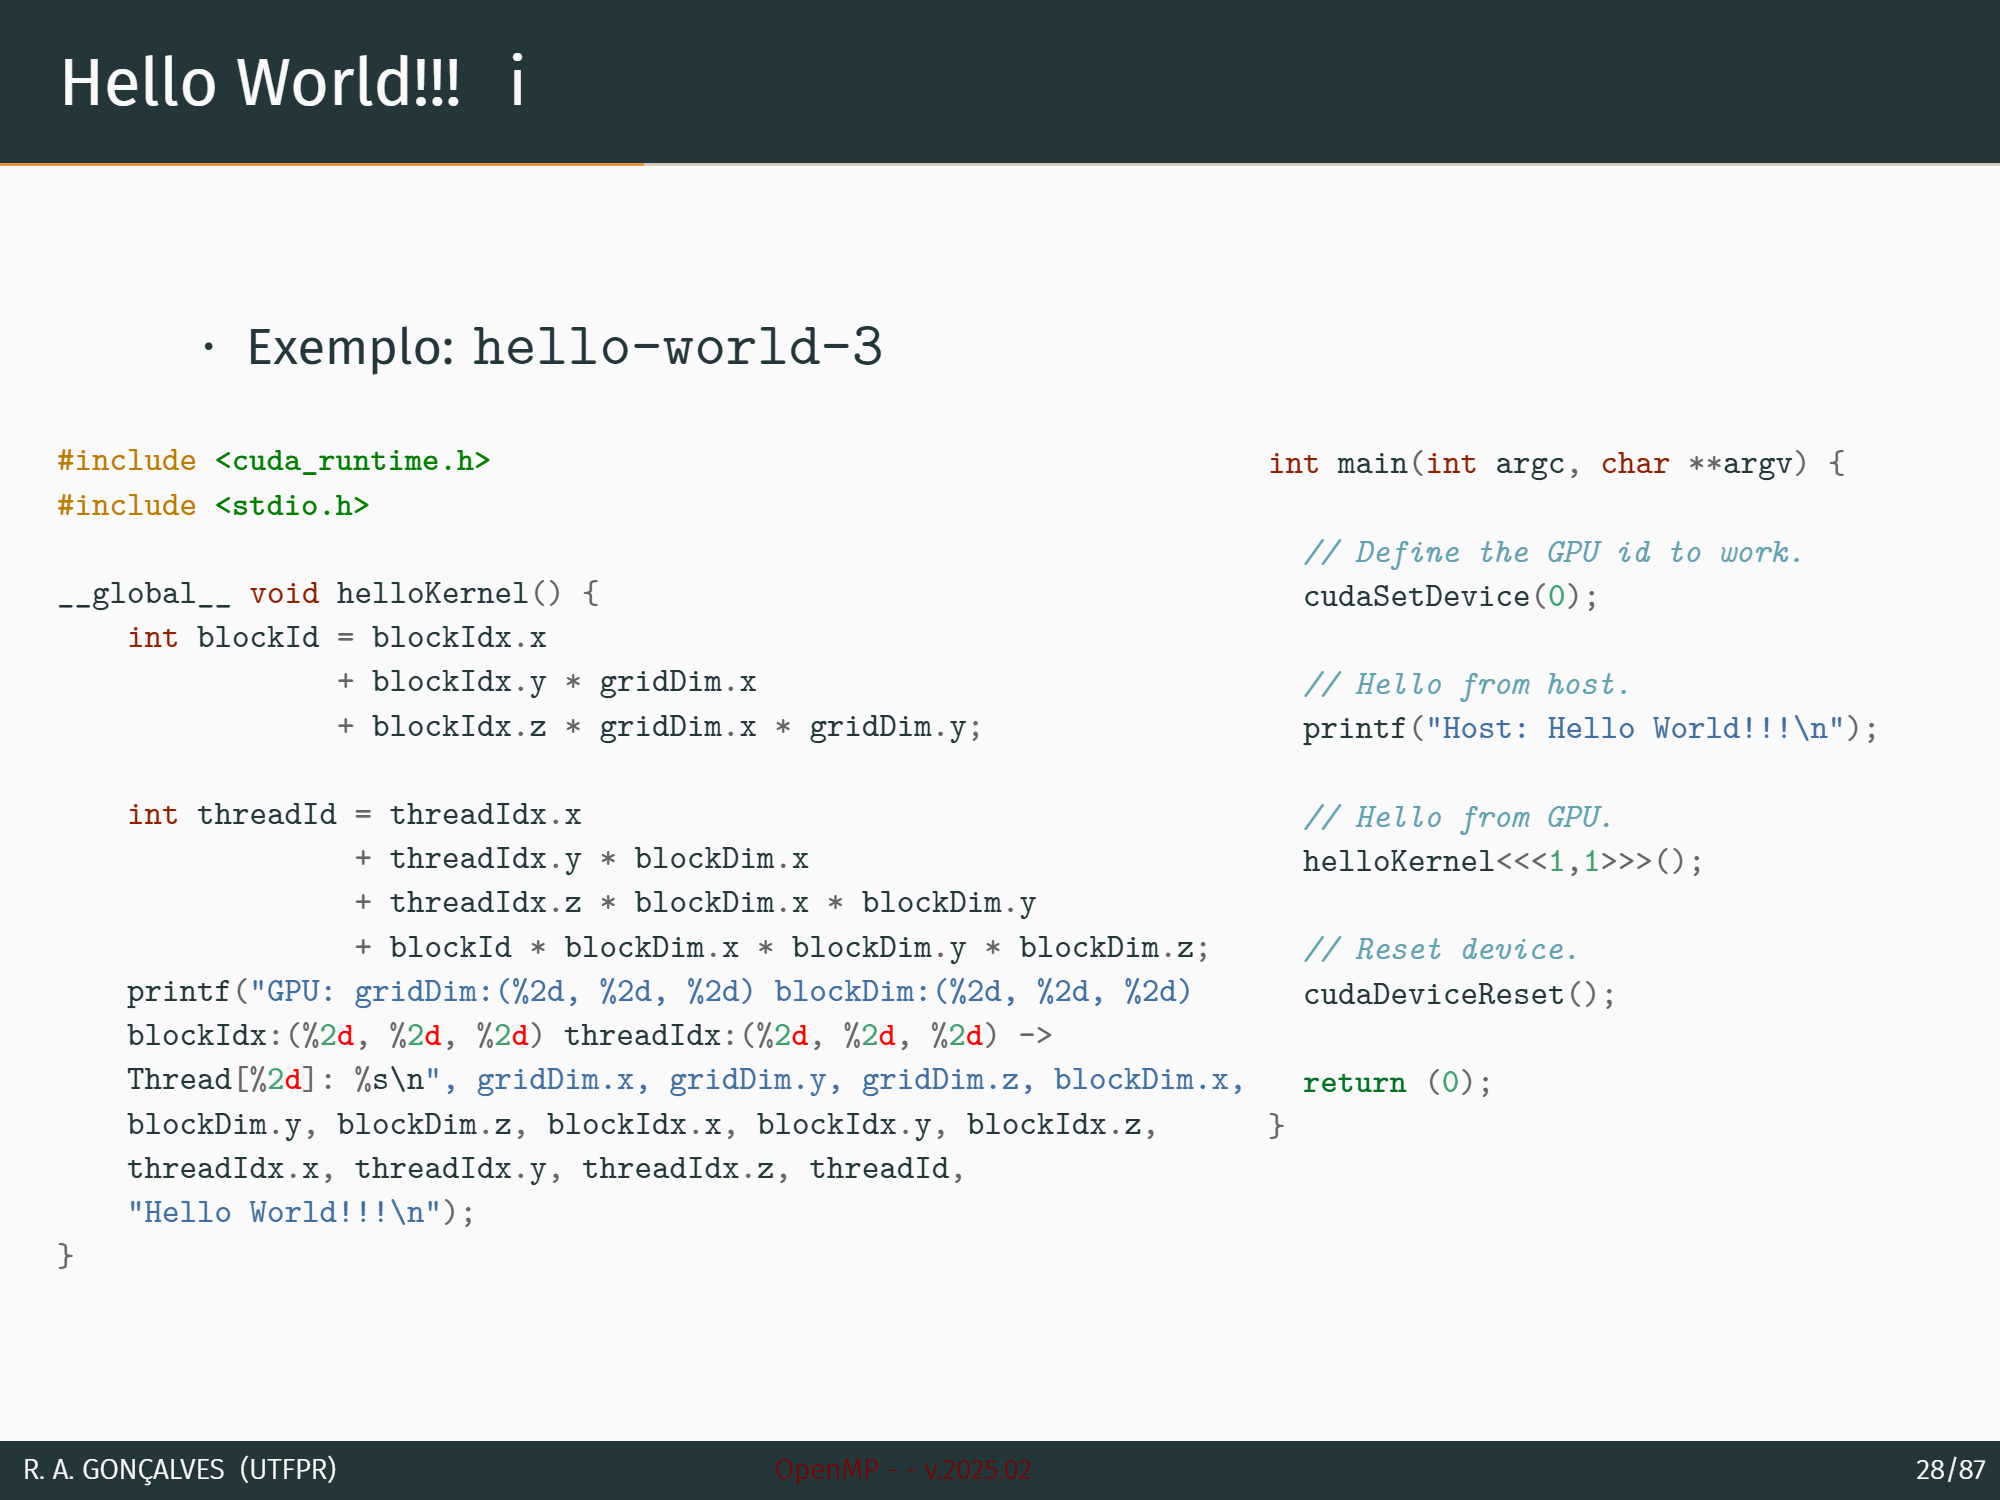 Hello World!!! i
· Exemplo: hello-world-3
#include <cuda_runtime.h>
#include <stdio.h>
__global__ void helloKernel() {
    int blockId = blockIdx.x
                + blockIdx.y * gridDim.x
                + blockIdx.z * gridDim.x * gridDim.y;
    int threadId = threadIdx.x
                 + threadIdx.y * blockDim.x
                 + threadIdx.z * blockDim.x * blockDim.y
                 + blockId * blockDim.x * blockDim.y * blockDim.z;
    printf("GPU: gridDim:(%2d, %2d, %2d) blockDim:(%2d, %2d, %2d)
    blockIdx:(%2d, %2d, %2d) threadIdx:(%2d, %2d, %2d) ->
    Thread[%2d]: %s\n", gridDim.x, gridDim.y, gridDim.z, blockDim.x,
    blockDim.y, blockDim.z, blockIdx.x, blockIdx.y, blockIdx.z,
    threadIdx.x, threadIdx.y, threadIdx.z, threadId,
    "Hello World!!!\n");
}
int main(int argc, char **argv) {
  // Define the GPU id to work.
  cudaSetDevice(0);
  // Hello from host.
  printf("Host: Hello World!!!\n");
  // Hello from GPU.
  helloKernel<<<1,1>>>();
  // Reset device.
  cudaDeviceReset();
  return (0);
}
R. A. GONÇALVES (UTFPR)
OpenMP - - v.2025.02
28/87